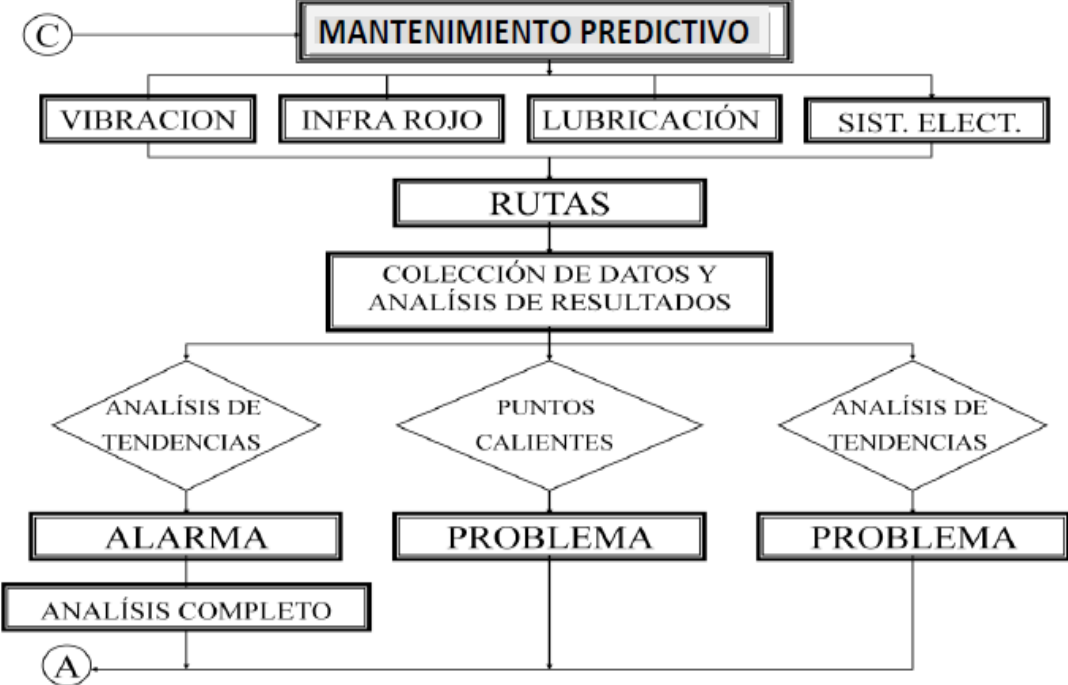 C
MANTENIMIENTO PREDICTIVO
VIBRACION
INFRA ROJO
LUBRICACIÓN
SIST. ELECT.
RUTAS
COLECCIÓN DE DATOS Y
ANALÍSIS DE RESULTADOS
ANALÍSIS DE
TENDENCIAS
PUNTOS
CALIENTES
ANALÍSIS DE
TENDENCIAS
ALARMA
PROBLEMA
PROBLEMA
ANALÍSIS COMPLETO
A